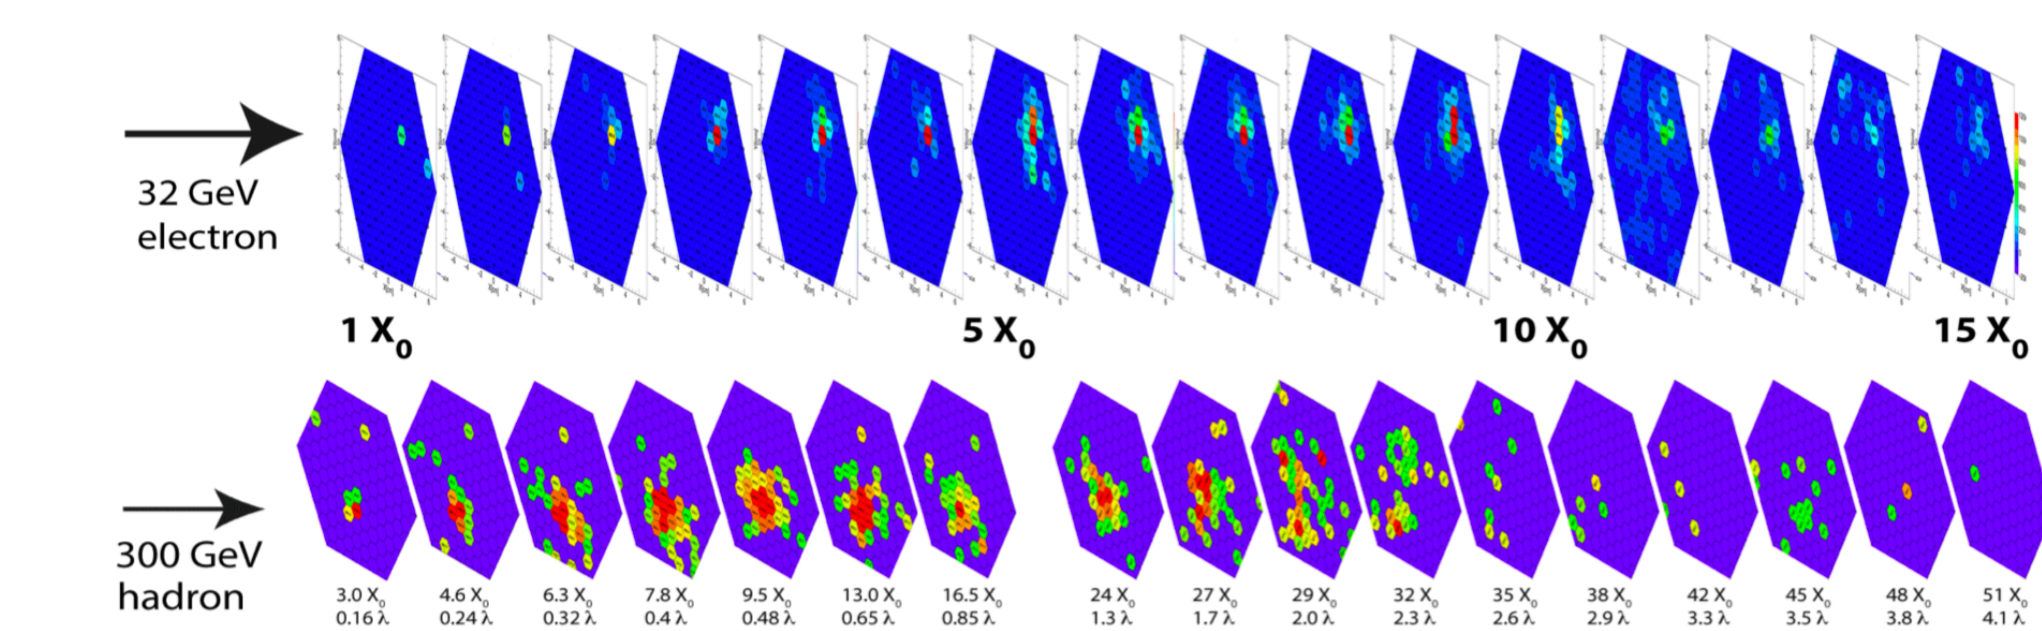 32 GeV
electron
1 X₀ 5 X₀ 10 X₀ 15 X₀
300 GeV
hadron
3.0 X₀ 4.6 X₀ 6.3 X₀ 7.8 X₀ 9.5 X₀ 13.0 X₀ 16.5 X₀ 24 X₀ 27 X₀ 29 X₀ 32 X₀ 35 X₀ 38 X₀ 42 X₀ 45 X₀ 48 X₀ 51 X₀
0.16 λ 0.24 λ 0.32 λ 0.4 λ 0.48 λ 0.65 λ 0.85 λ 1.3 λ 1.7 λ 2.0 λ 2.3 λ 2.6 λ 2.9 λ 3.3 λ 3.5 λ 3.8 λ 4.1 λ